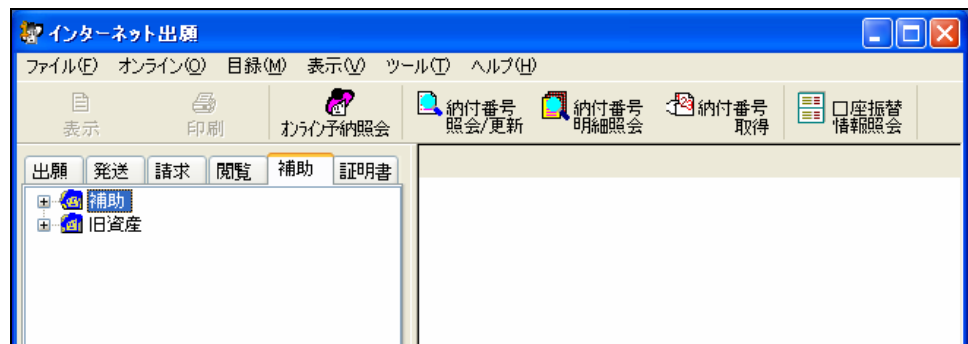 インターネット出願
ファイル(F) オンライン(O) 目録(M) 表示(V) ツール(T) ヘルプ(H)
表示
印刷
オンライン予納照会
納付番号
照会/更新
納付番号
明細照会
納付番号
取得
口座振替
情報照会
出願 発送 請求 閲覧 補助 証明書
補助
旧資産